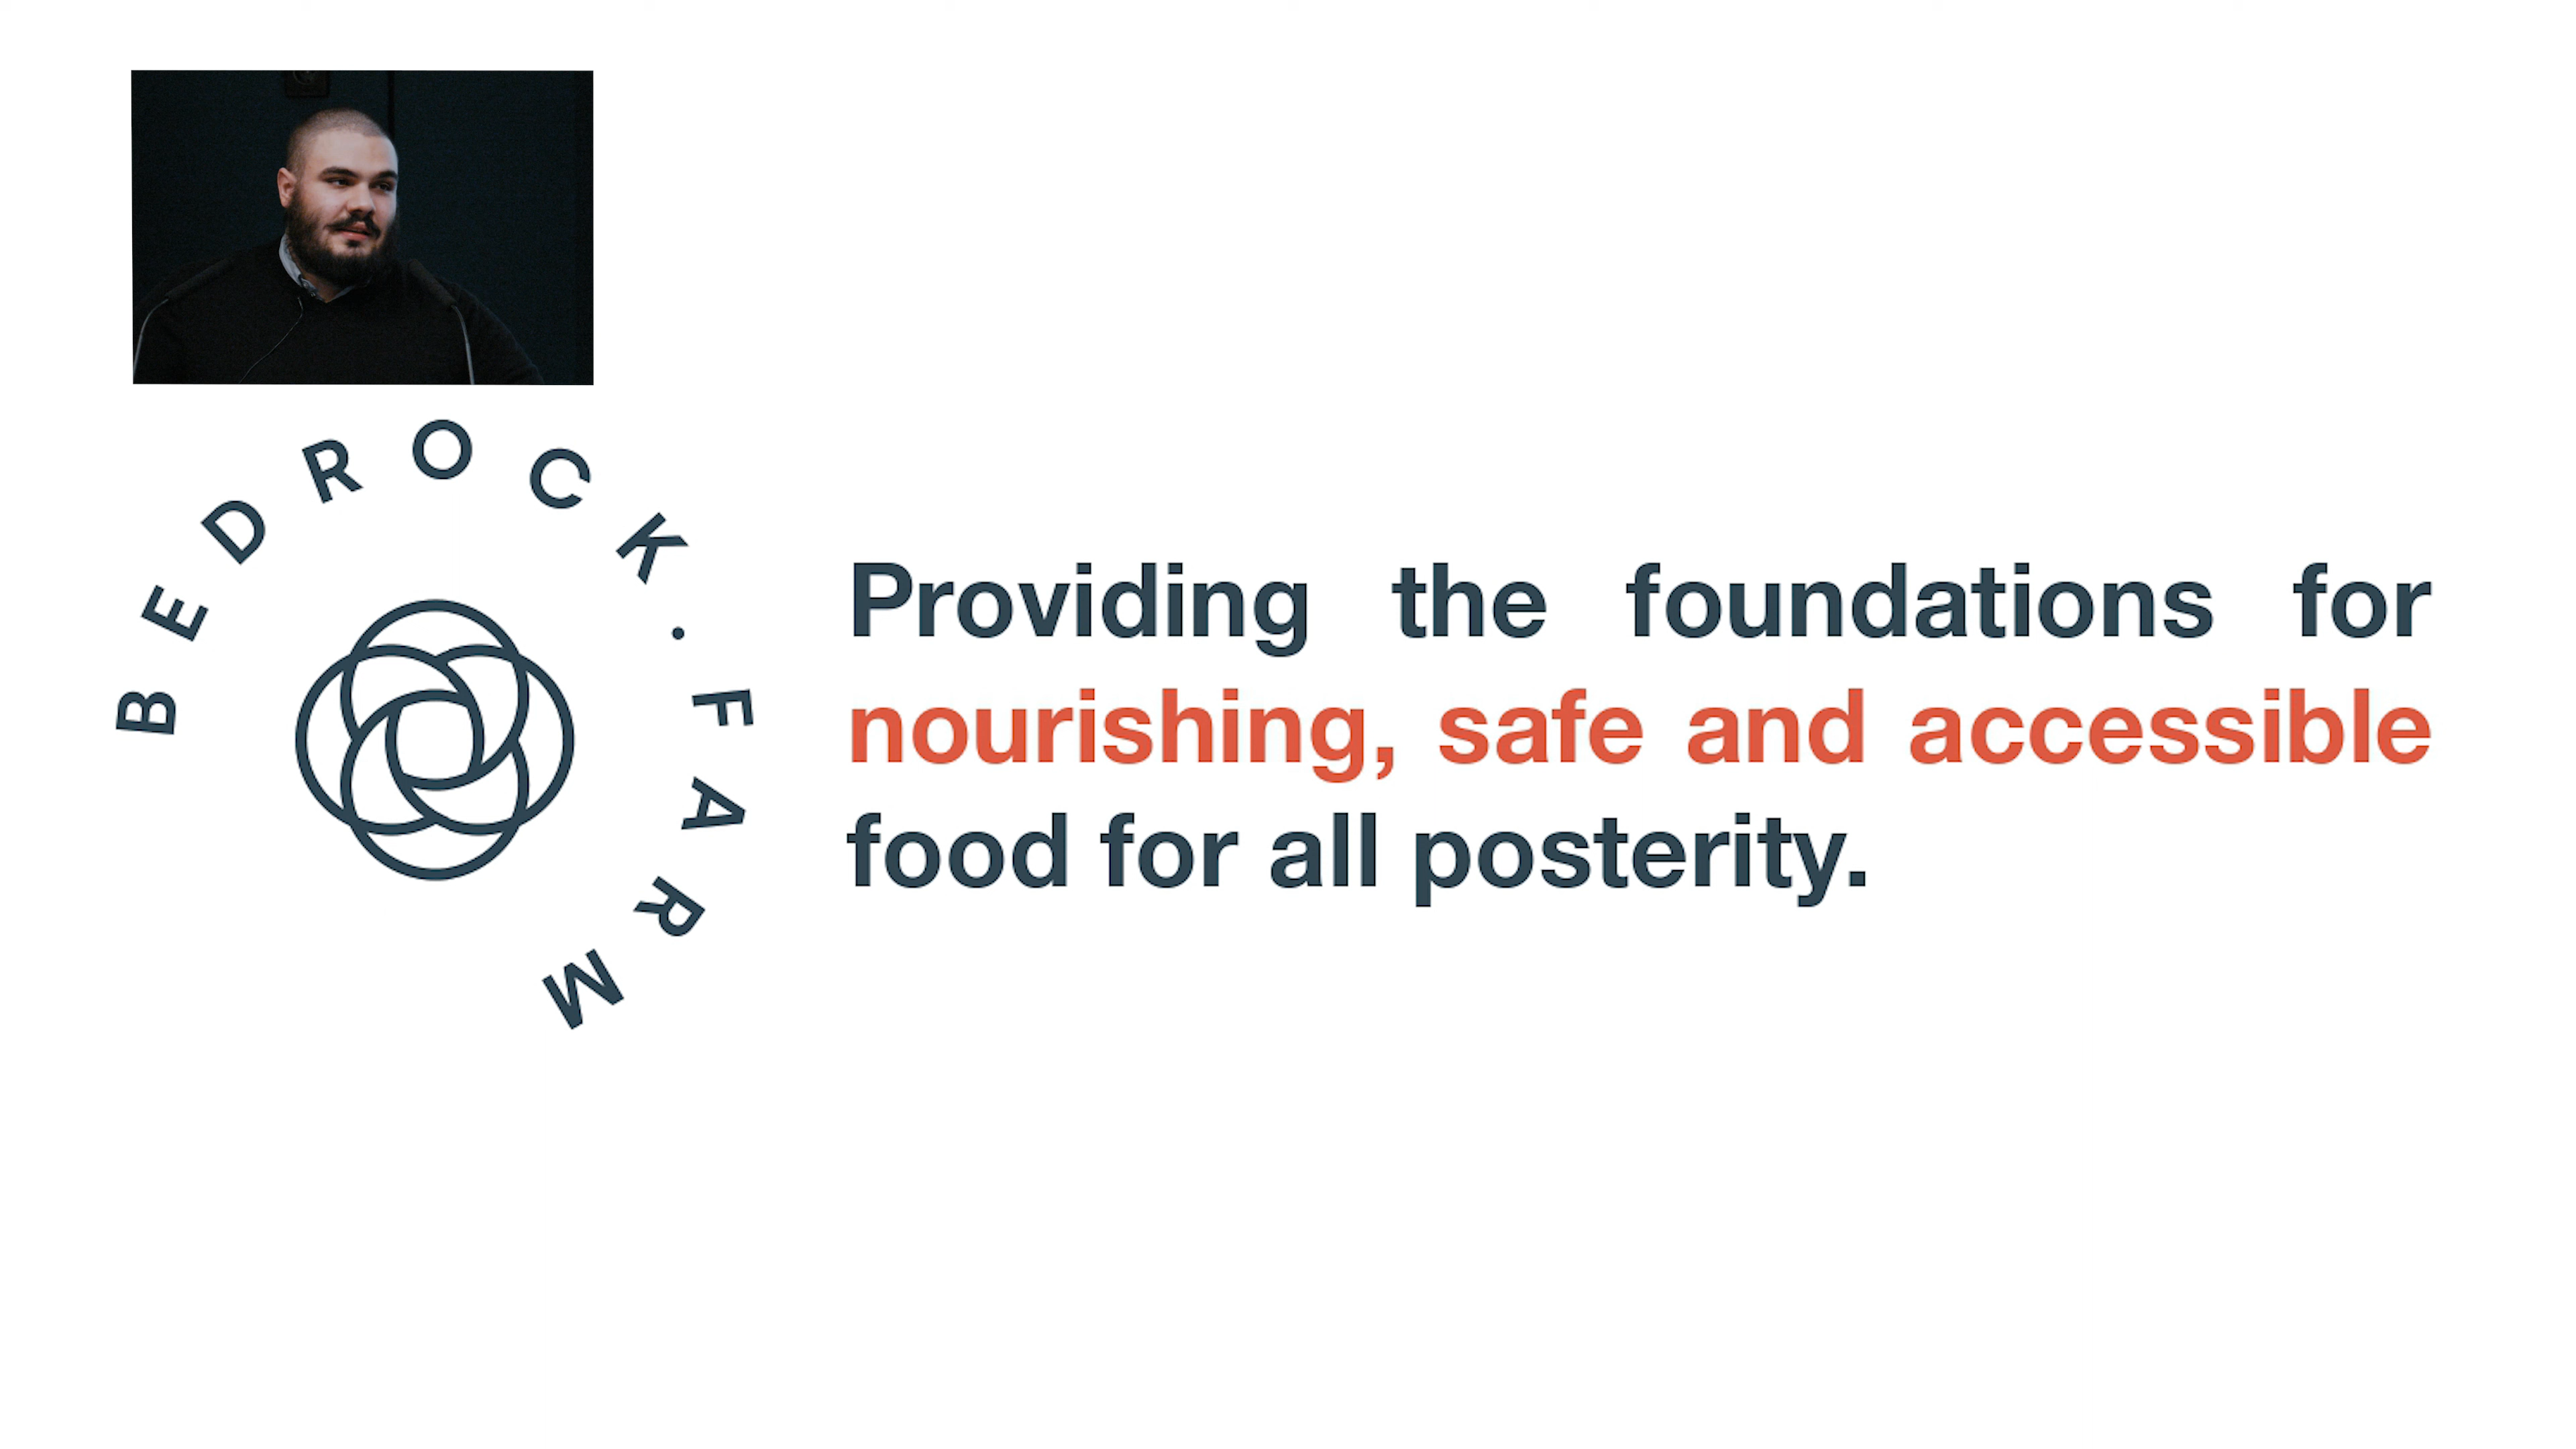 BEDROCK.FARM
Providing the foundations for
nourishing, safe and accessible
food for all posterity.